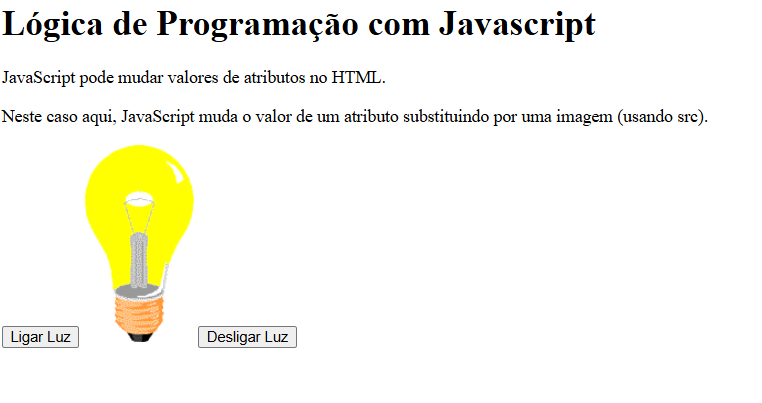 Lógica de Programação com Javascript
JavaScript pode mudar valores de atributos no HTML.
Neste caso aqui, JavaScript muda o valor de um atributo substituindo por uma imagem (usando src).
Ligar Luz
Desligar Luz